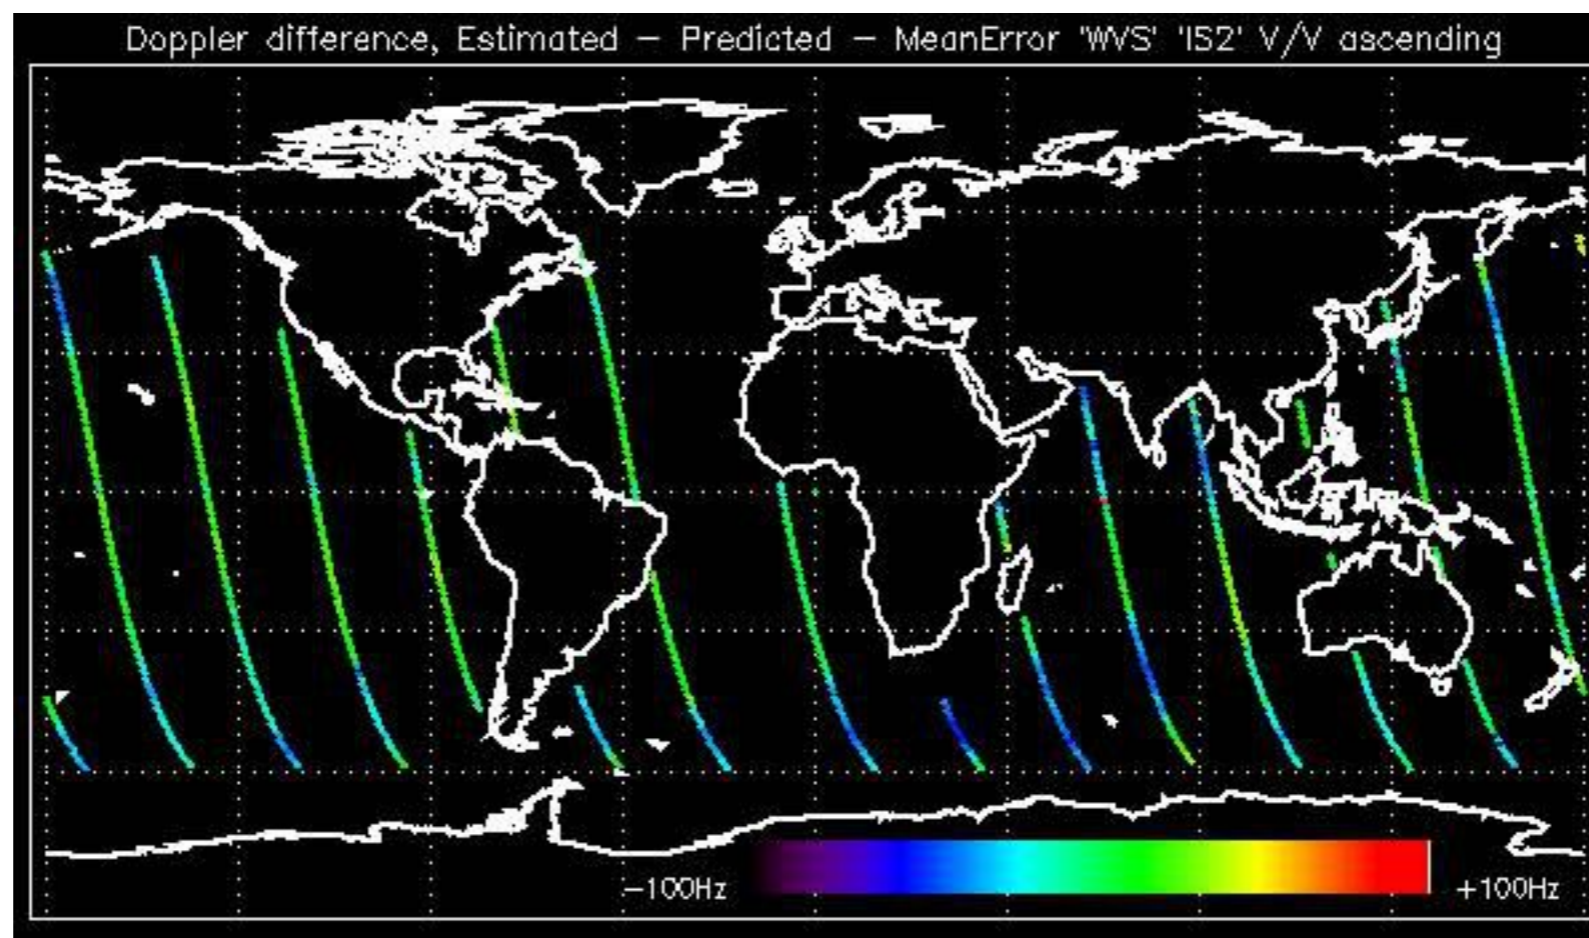 Doppler difference, Estimated – Predicted – MeanError 'WVS' 'IS2' V/V ascending
-100Hz
+100Hz